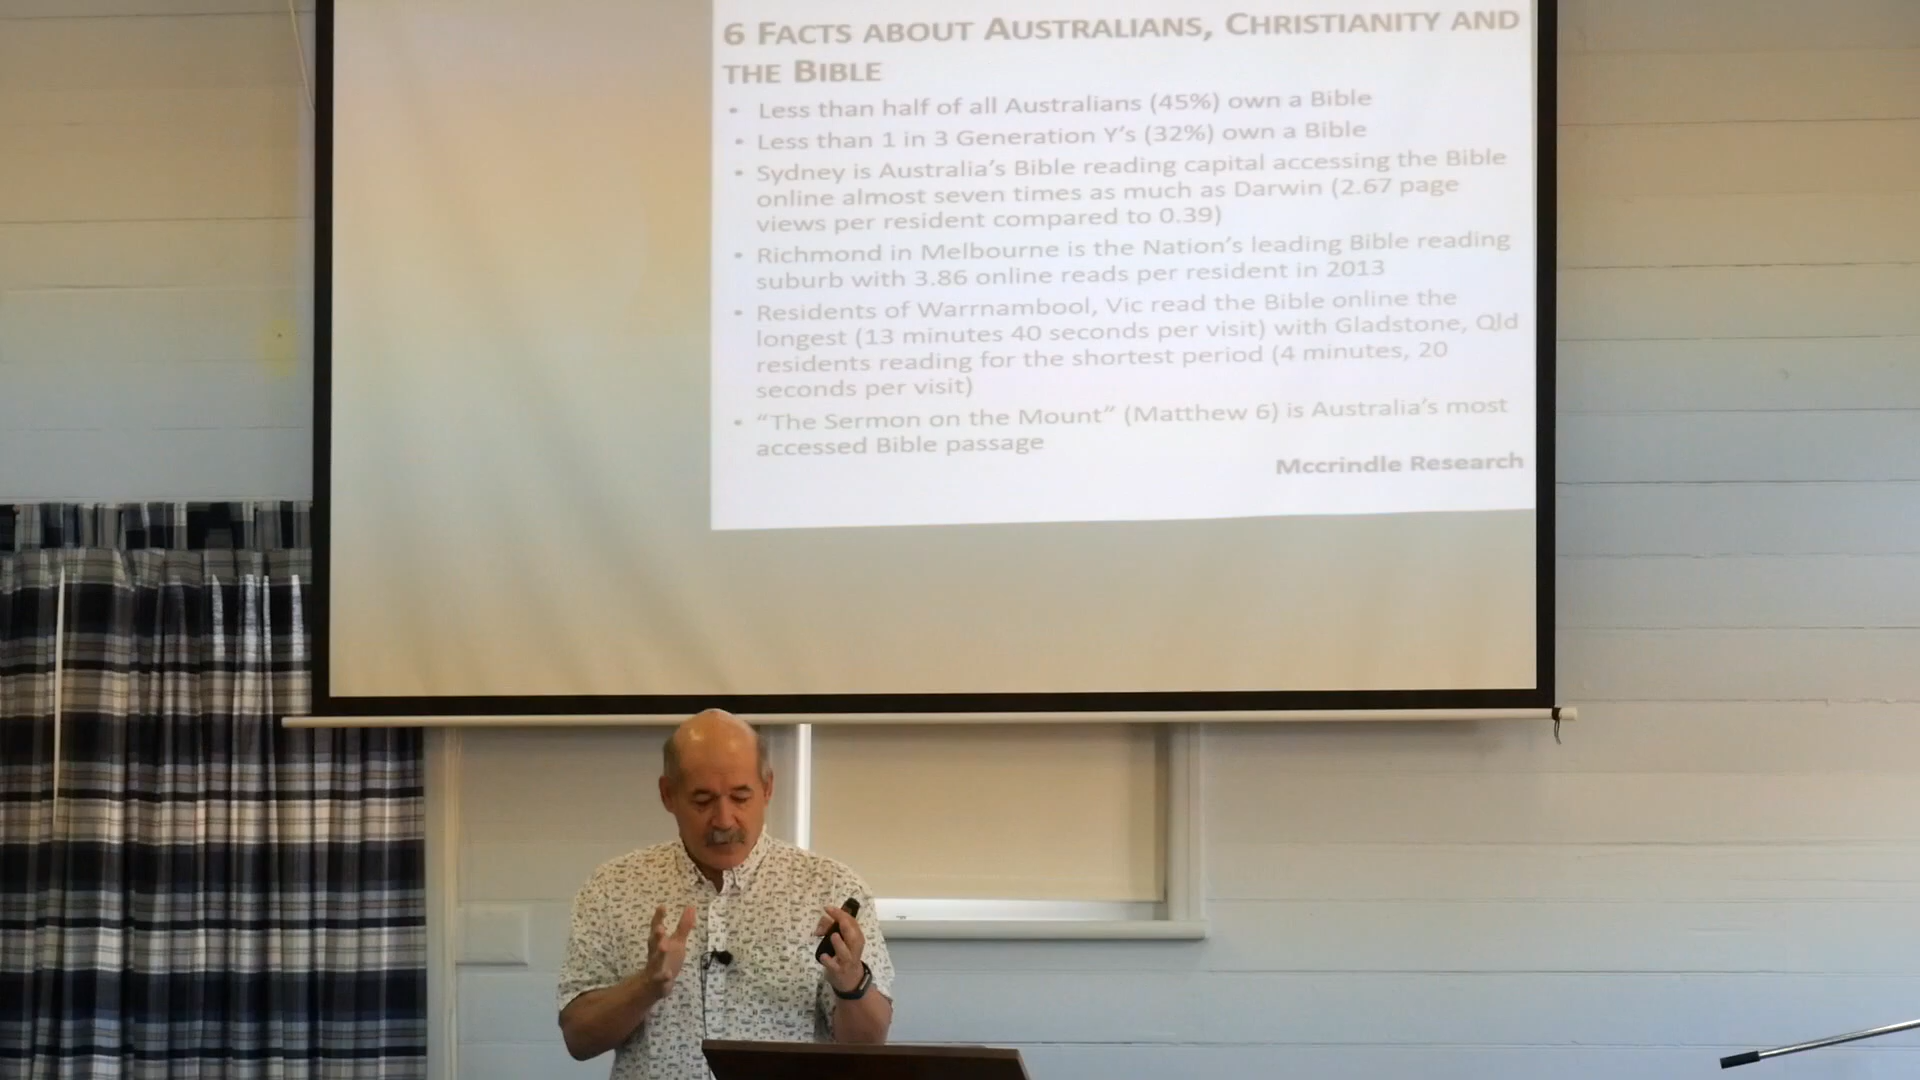 6 FACTS ABOUT AUSTRALIANS, CHRISTIANITY AND
THE BIBLE
• Less than half of all Australians (45%) own a Bible
• Less than 1 in 3 Generation Y's (32%) own a Bible
• Sydney is Australia's Bible reading capital accessing the Bible
online almost seven times as much as Darwin (2.67 page
views per resident compared to 0.39)
• Richmond in Melbourne is the Nation's leading Bible reading
suburb with 3.86 online reads per resident in 2013
• Residents of Warrnambool, Vic read the Bible online the
longest (13 minutes 40 seconds per visit) with Gladstone, Qld
residents reading for the shortest period (4 minutes, 20
seconds per visit)
• "The Sermon on the Mount" (Matthew 6) is Australia's most
accessed Bible passage
Mccrindle Research